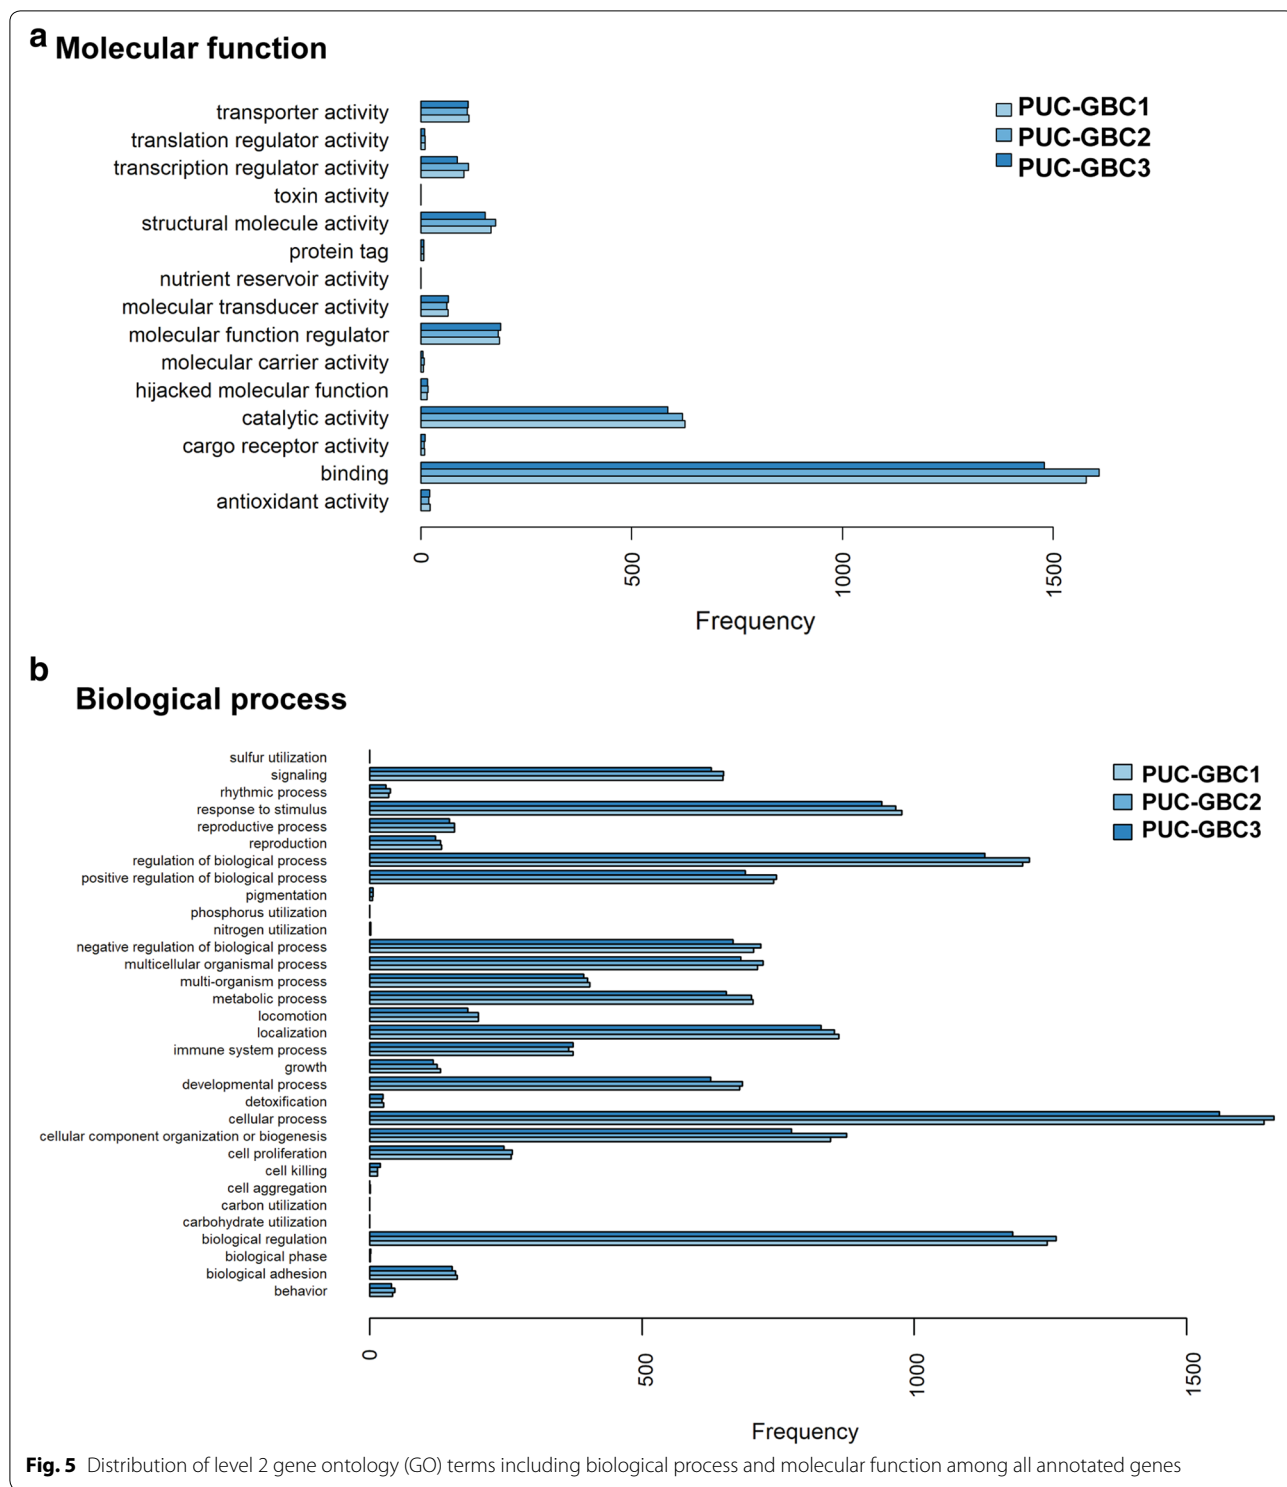 a Molecular function
transporter activity
translation regulator activity
transcription regulator activity
toxin activity
structural molecule activity
protein tag
nutrient reservoir activity
molecular transducer activity
molecular function regulator
molecular carrier activity
hijacked molecular function
catalytic activity
cargo receptor activity
binding
antioxidant activity
PUC-GBC1
PUC-GBC2
PUC-GBC3
0
500
1000
1500
Frequency
b
Biological process
sulfur utilization
signaling
rhythmic process
response to stimulus
reproductive process
reproduction
regulation of biological process
positive regulation of biological process
pigmentation
phosphorus utilization
nitrogen utilization
negative regulation of biological process
multicellular organismal process
multi-organism process
metabolic process
locomotion
localization
immune system process
growth
developmental process
detoxification
cellular process
cellular component organization or biogenesis
cell proliferation
cell killing
cell aggregation
carbon utilization
carbohydrate utilization
biological regulation
biological phase
biological adhesion
behavior
PUC-GBC1
PUC-GBC2
PUC-GBC3
0
500
1000
1500
Frequency
Fig. 5 Distribution of level 2 gene ontology (GO) terms including biological process and molecular function among all annotated genes